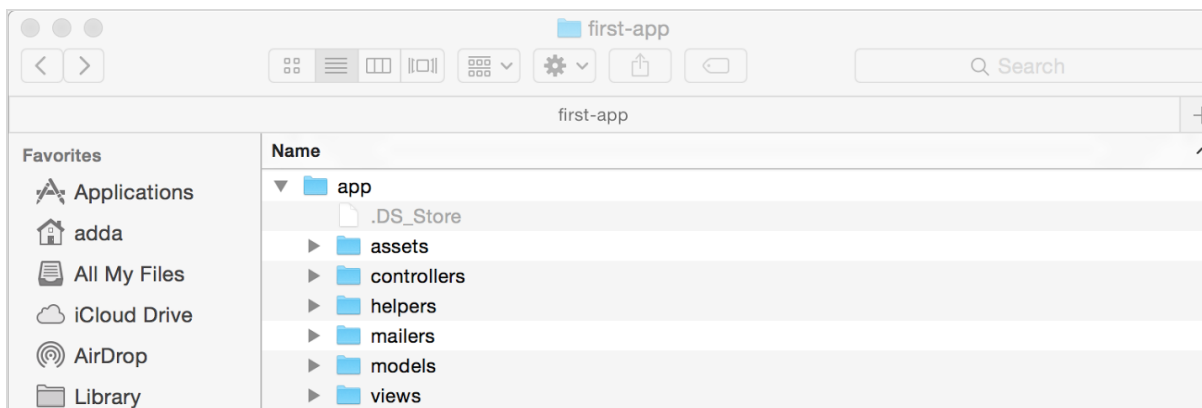 first-app
Search
first-app
Favorites
Applications
adda
All My Files
iCloud Drive
AirDrop
Library
Name
app
.DS_Store
assets
controllers
helpers
mailers
models
views